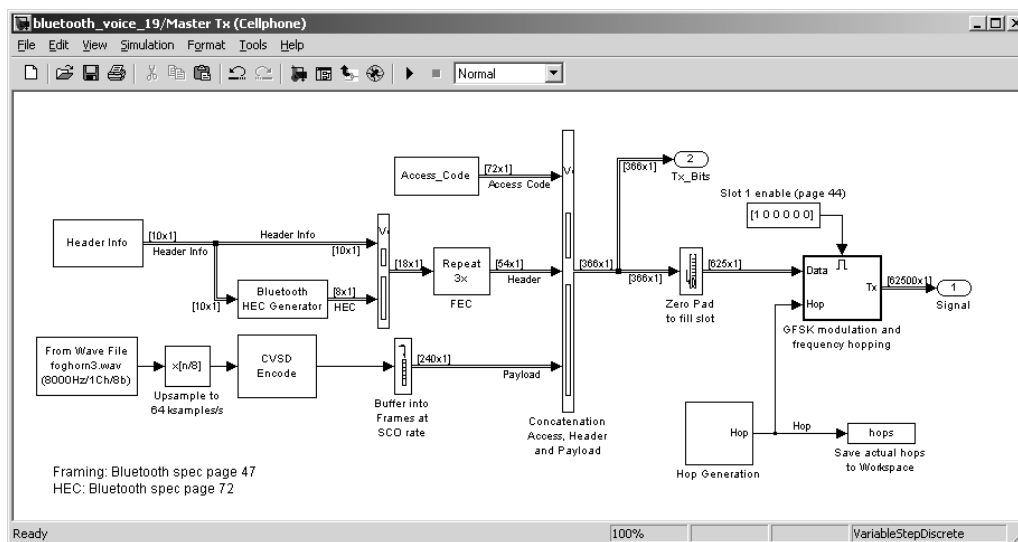 bluetooth_voice_19/Master Tx (Cellphone)
File Edit View Simulation Format Tools Help
Normal
Access_Code
[72x1]
Access Code
[366x1]
2
Tx_Bits
Slot 1 enable (page 44)
[1 0 0 0 0 0]
Header Info
[10x1]
Header Info
Header Info
[10x1]
[10x1]
Bluetooth
HEC Generator
[8x1]
HEC
[18x1]
Repeat
3x
FEC
[54x1]
Header
[366x1]
[366x1]
Zero Pad
to fill slot
[625x1]
Data
Hop
Tx
GFSK modulation and
frequency hopping
[62500x1]
1
Signal
From Wave File
foghorn3.wav
(8000Hz/1Ch/8b)
x[n/8]
Upsample to
64 ksamples/s
CVSD
Encode
Buffer into
Frames at
SCO rate
[240x1]
Payload
Concatenation
Access, Header
and Payload
Hop
Hop Generation
Hop
hops
Save actual hops
to Workspace
Framing: Bluetooth spec page 47
HEC: Bluetooth spec page 72
Ready
100%
VariableStepDiscrete